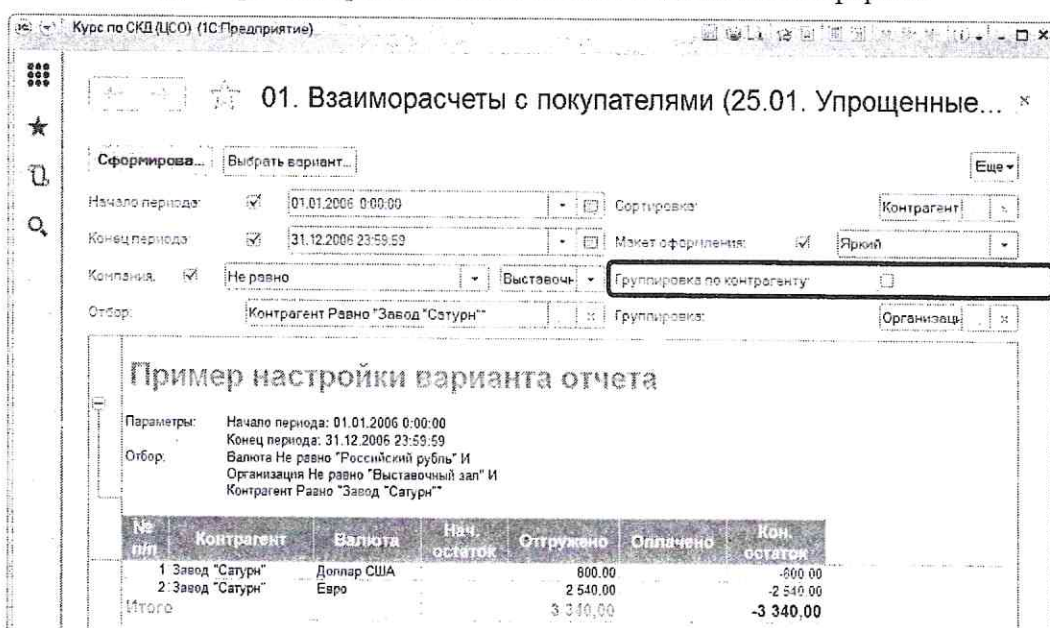 Курс по СКД (ЦСО) (1С:Предприятие)
01. Взаиморасчеты с покупателями (25.01. Упрощенные...
Сформирова... Выбрать вариант... Еще
Начало периода: 01.01.2006 0:00:00 Сортировка: Контрагент
Конец периода: 31.12.2006 23:59:59 Макет оформления: Яркий
Компания: Не равно Выставочн Группировка по контрагенту:
Отбор: Контрагент Равно "Завод "Сатурн"" Группировка: Организаць
Пример настройки варианта отчета
Параметры: Начало периода: 01.01.2006 0:00:00
Конец периода: 31.12.2006 23:59:59
Отбор: Валюта Не равно "Российский рубль" И
Организация Не равно "Выставочный зал" И
Контрагент Равно "Завод "Сатурн""
№ п/п Контрагент Валюта Нач. остаток Отгружено Оплачено Кон. остаток
1 Завод "Сатурн" Доллар США 800.00 -800.00
2 Завод "Сатурн" Евро 2 540.00 -2 540.00
Итого 3 340,00 -3 340,00